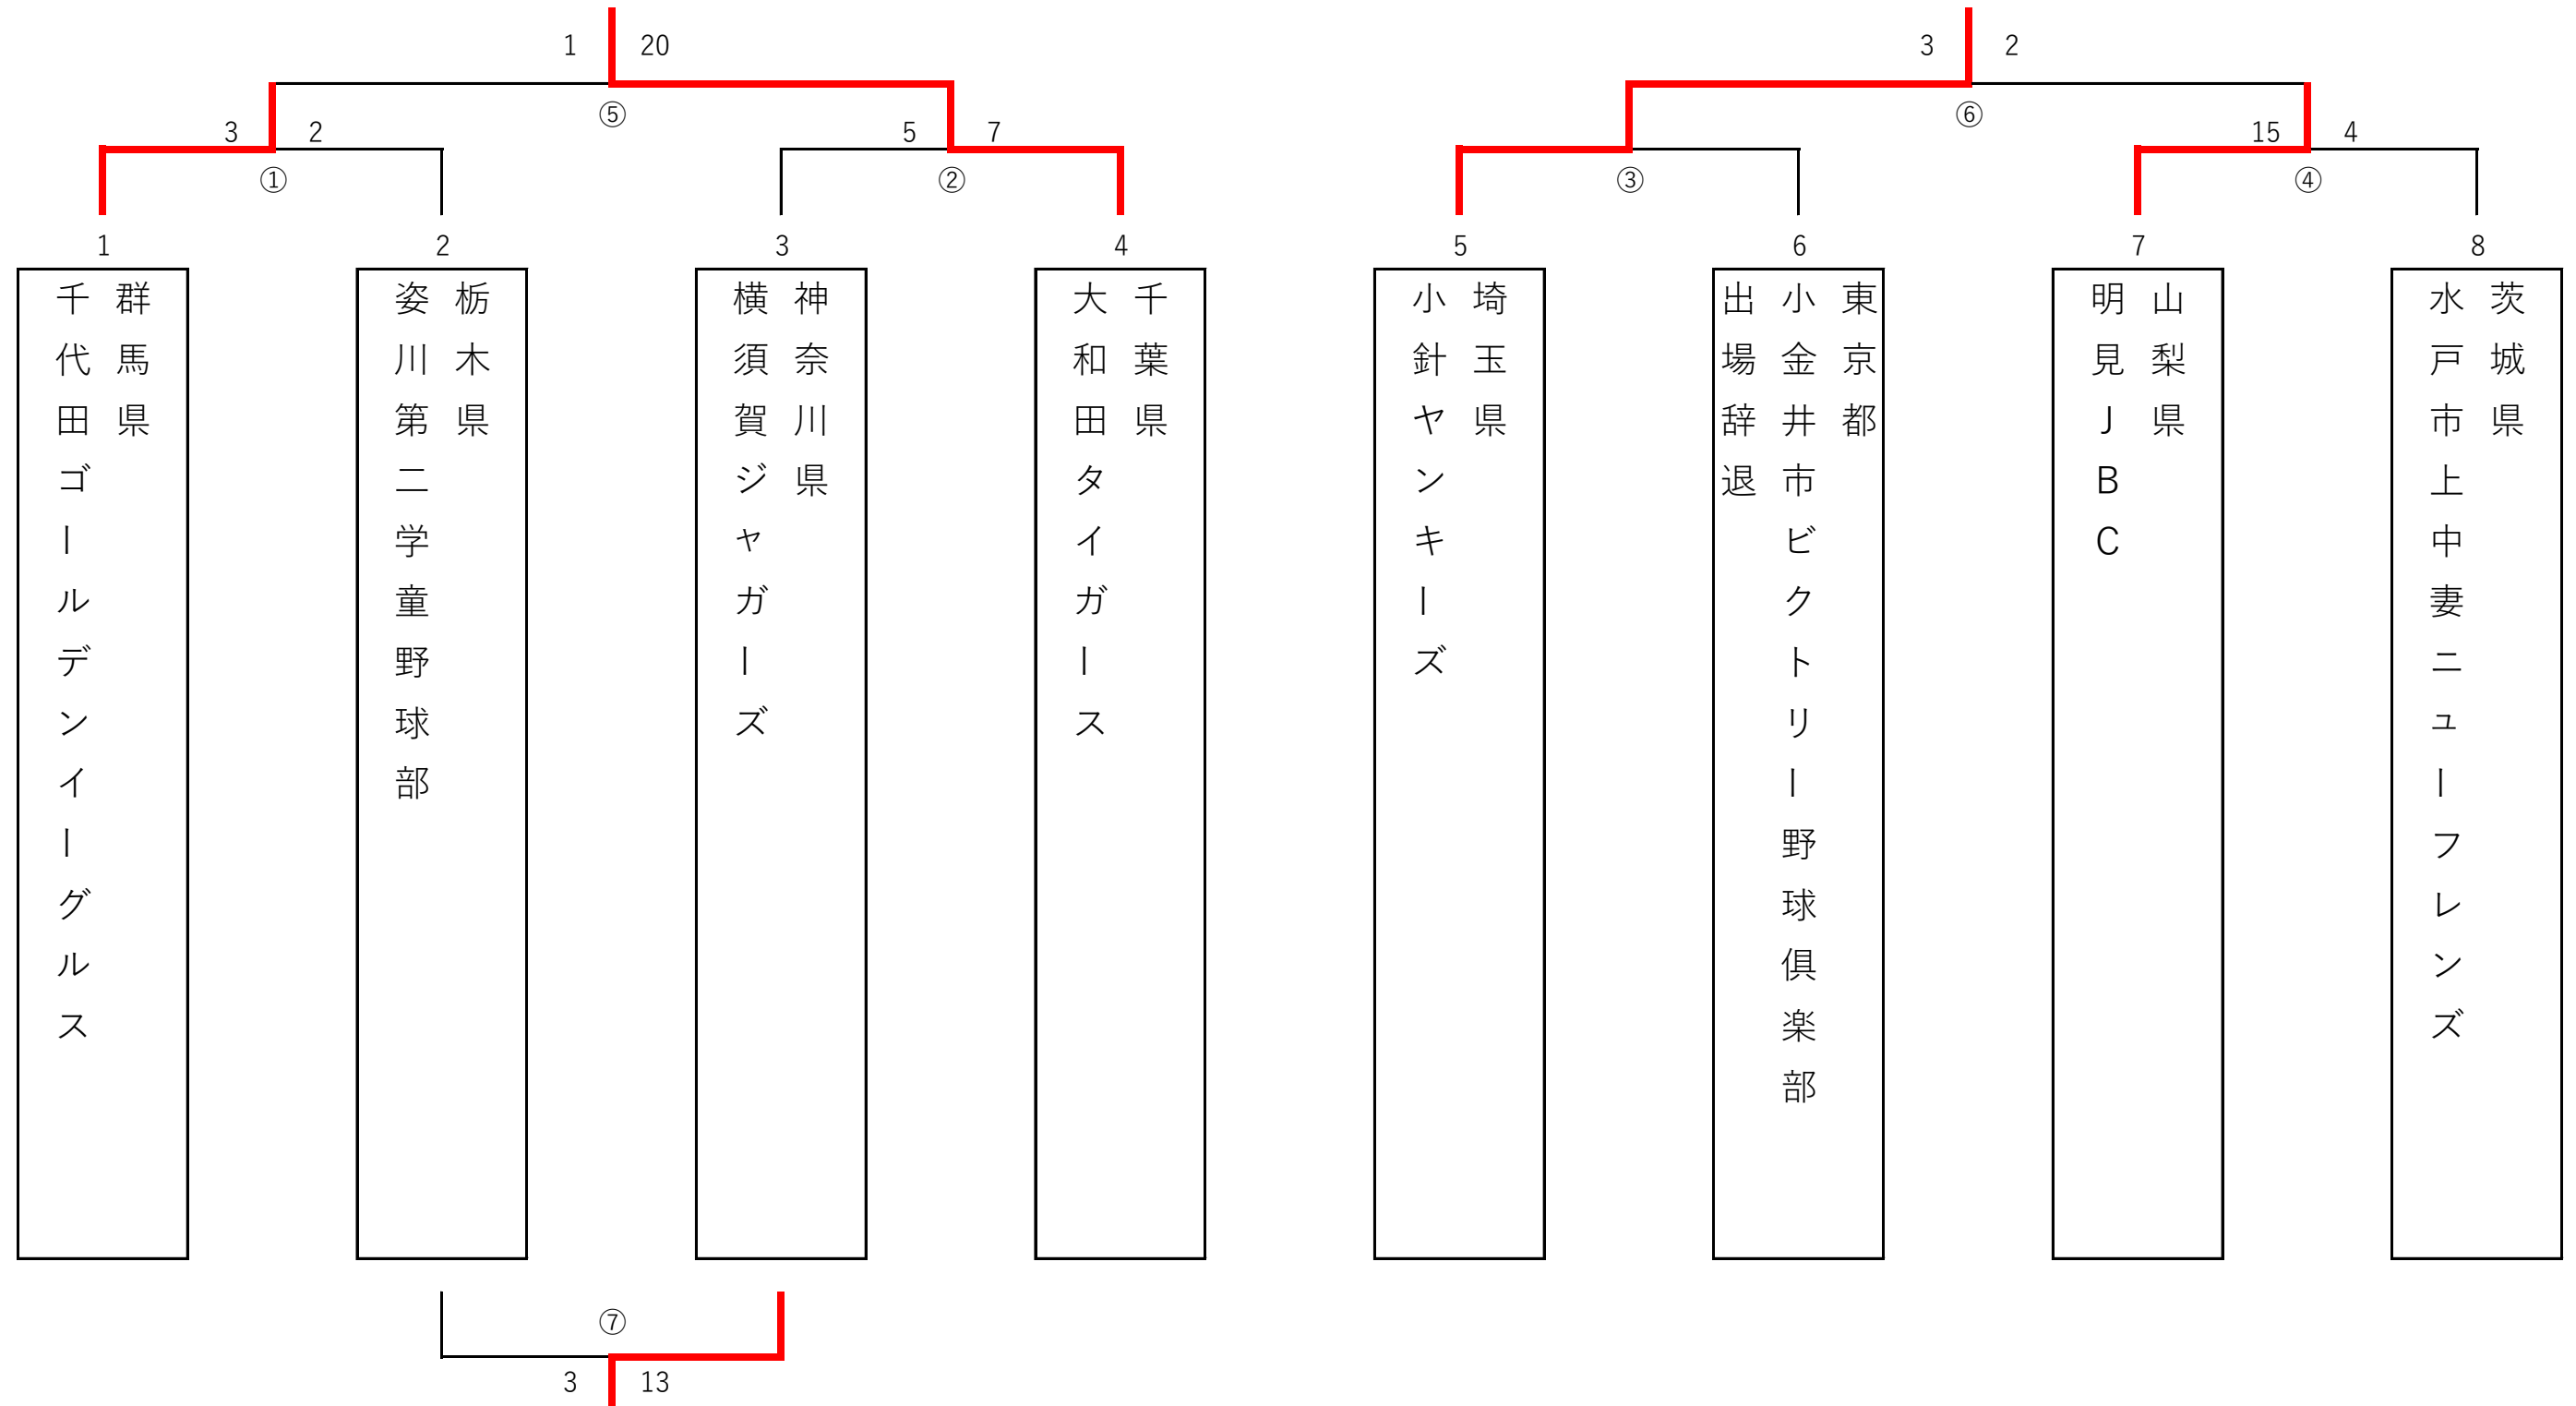 1 20
3 2
⑤
⑥
3 2
5 7
15 4
①
②
③
④
1
2
3
4
5
6
7
8
群馬県
千代田ゴールデンイーグルス
栃木県
姿川第二学童野球部
神奈川県
横須賀ジャガーズ
千葉県
大和田タイガース
埼玉県
小針ヤンキーズ
東京都
小金井市ビクトリー野球倶楽部
出場辞退
山梨県
明見JBC
茨城県
水戸市上中妻ニューフレンズ
⑦
3 13